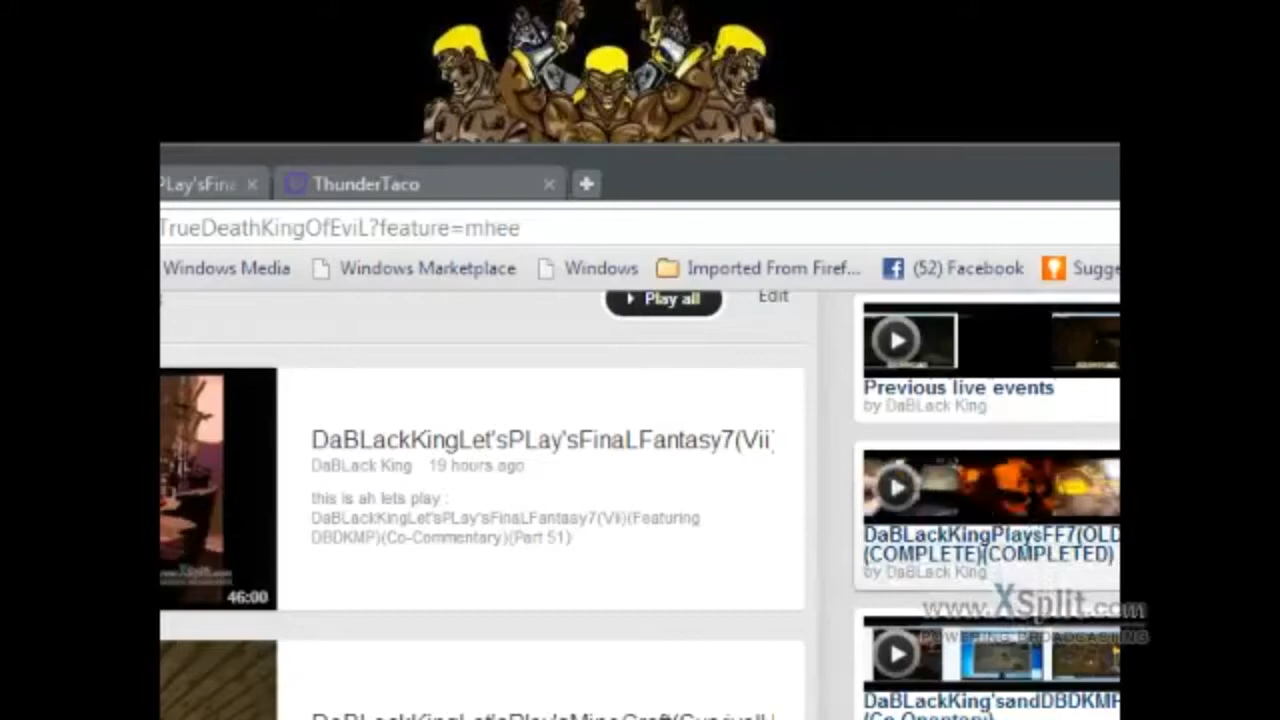 PLay'sFina
ThunderTaco
TrueDeathKingOfEviL?feature=mhee
Windows Media
Windows Marketplace
Windows
Imported From Firef...
(52) Facebook
Sugge
Play all
Edit
DaBLackKingLet'sPLay'sFinaLFantasy7(Vii)
DaBLack King 19 hours ago
this is ah lets play :
DaBLackKingLet'sPLay'sFinaLFantasy7(Vii)(Featuring
DBDKMP)(Co-Commentary)(Part 51)
46:00
Previous live events
by DaBLack King
DaBLackKingPlaysFF7(OLD
(COMPLETE)(COMPLETED)
by DaBLack King
www.XSplit.com
POWERING BROADCASTING
DaBLackKing'sandDBDKMP